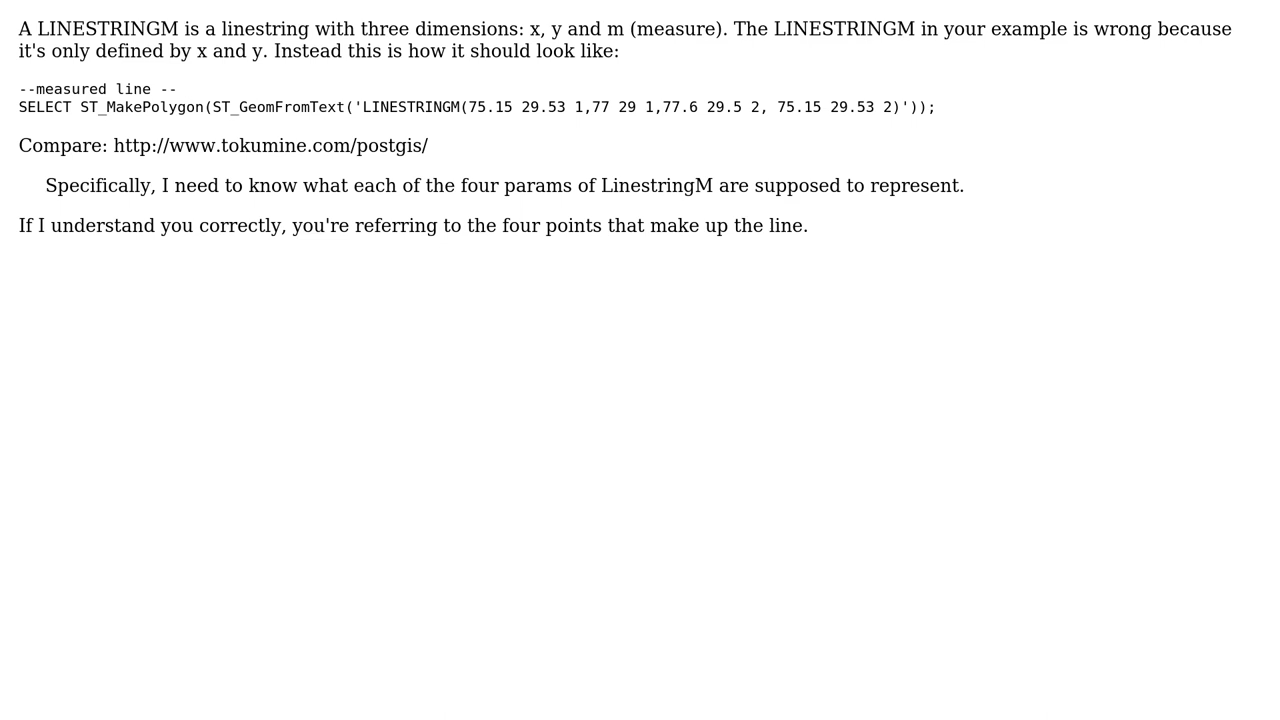 A LINESTRINGM is a linestring with three dimensions: x, y and m (measure). The LINESTRINGM in your example is wrong because
it's only defined by x and y. Instead this is how it should look like:
--measured line --
SELECT ST_MakePolygon(ST_GeomFromText('LINESTRINGM(75.15 29.53 1,77 29 1,77.6 29.5 2, 75.15 29.53 2)'));
Compare: http://www.tokumine.com/postgis/
Specifically, I need to know what each of the four params of LinestringM are supposed to represent.
If I understand you correctly, you're referring to the four points that make up the line.